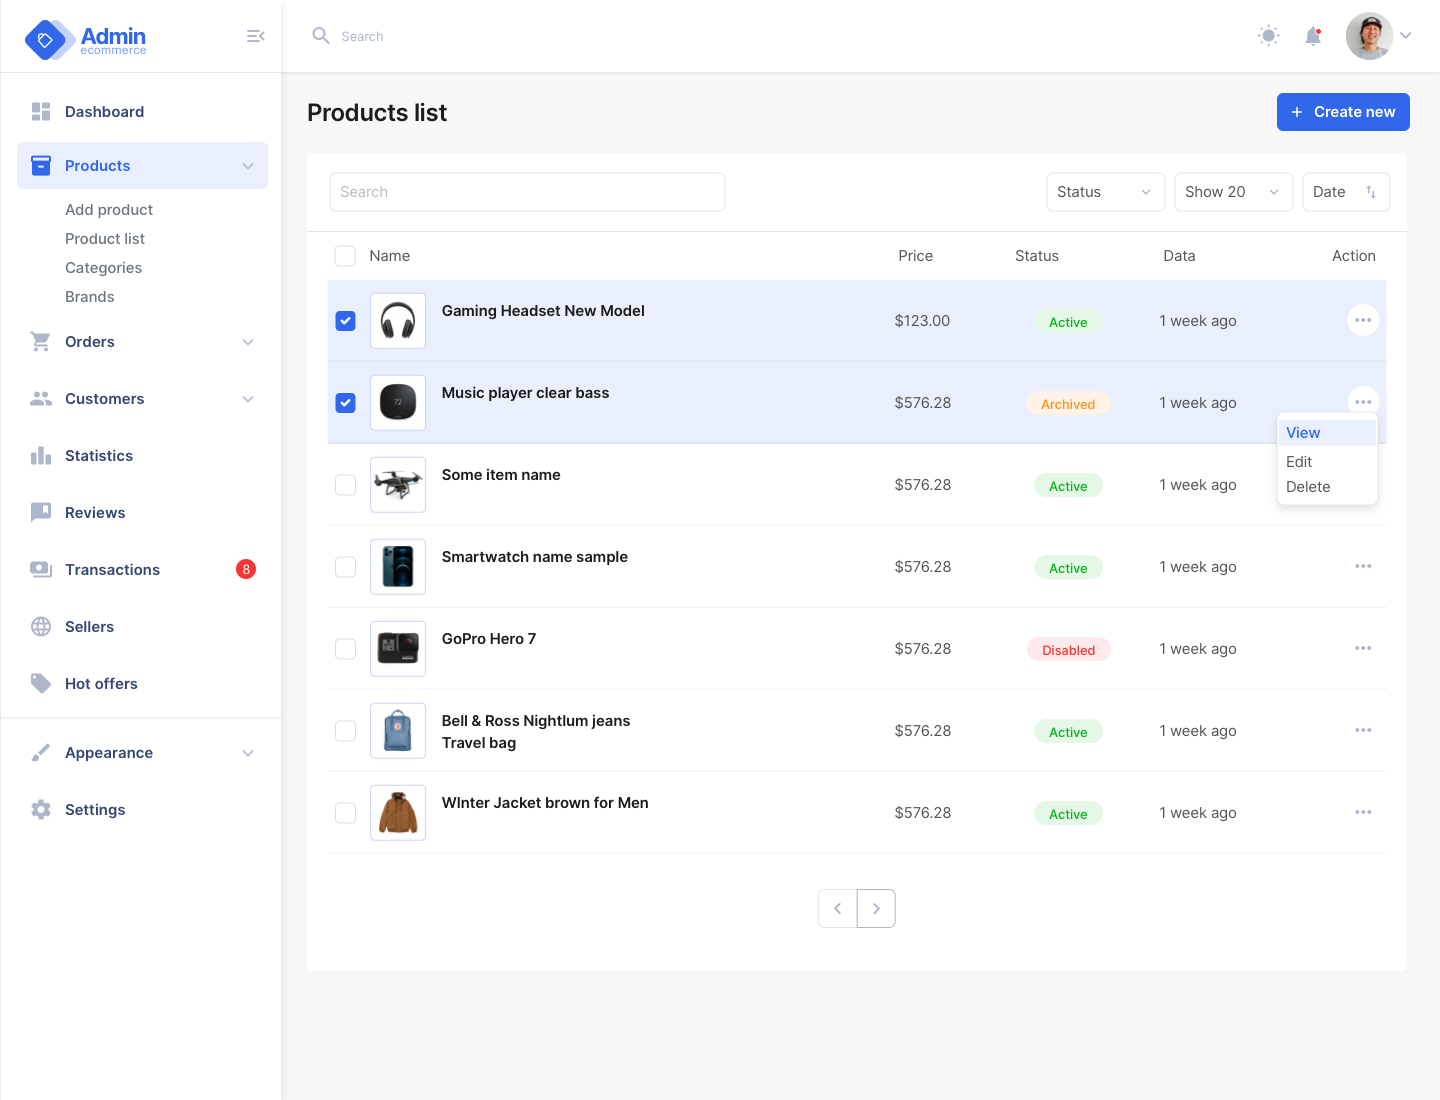 Admin
ecommerce
Search
Dashboard
Products
Add product
Product list
Categories
Brands
Orders
Customers
Statistics
Reviews
Transactions
8
Sellers
Hot offers
Appearance
Settings
Products list
+ Create new
Search
Status
Show 20
Date
Name Price Status Data Action
Gaming Headset New Model $123.00 Active 1 week ago
72
Music player clear bass $576.28 Archived 1 week ago
View
Edit
Delete
Some item name $576.28 Active 1 week ago
Smartwatch name sample $576.28 Active 1 week ago
GoPro Hero 7 $576.28 Disabled 1 week ago
Bell & Ross Nightlum jeans
Travel bag
$576.28 Active 1 week ago
WInter Jacket brown for Men $576.28 Active 1 week ago